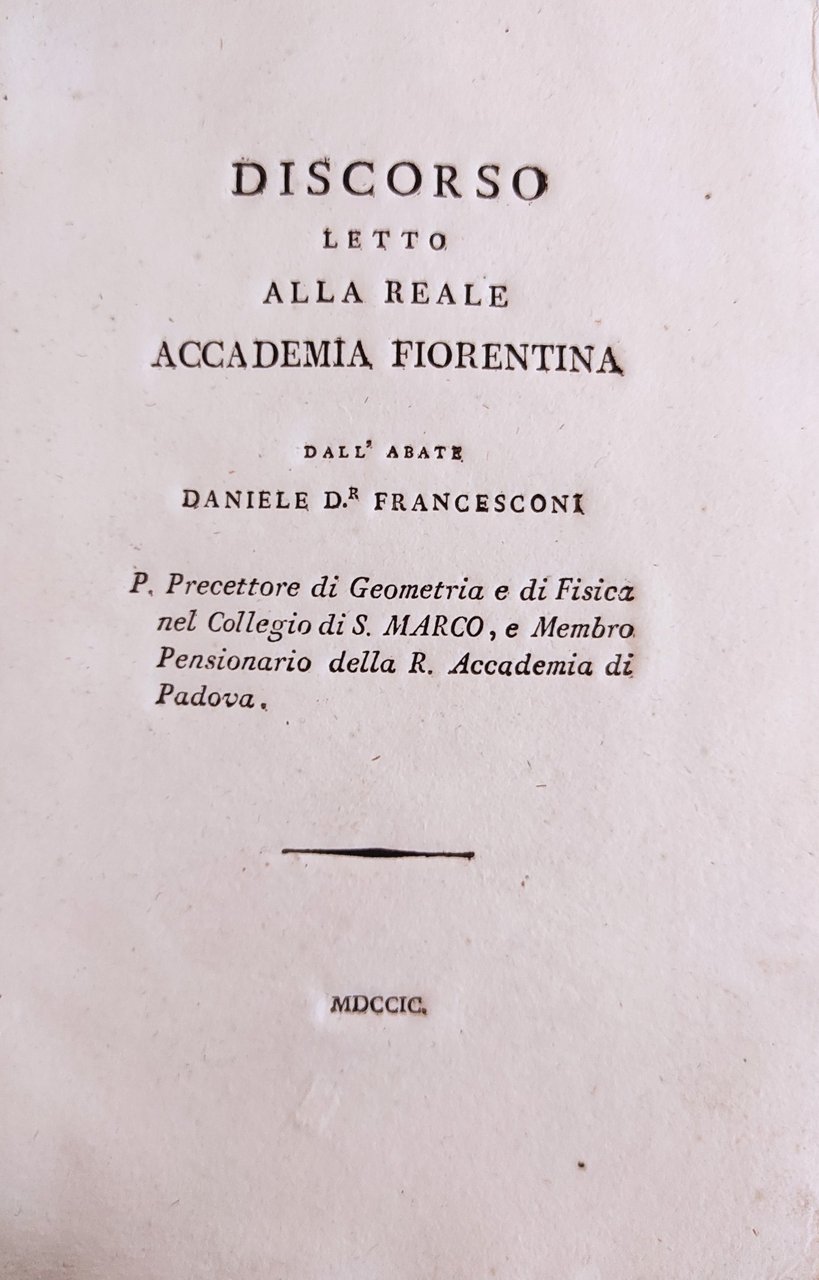 DISCORSO
LETTO
ALLA REALE
ACCADEMIA FIORENTINA
DALL' ABATE
DANIELE D.R FRANCESCONI
P. Precettore di Geometria e di Fisica
nel Collegio di S. MARCO, e Membro
Pensionario della R. Accademia di
Padova.
MDCCIC.